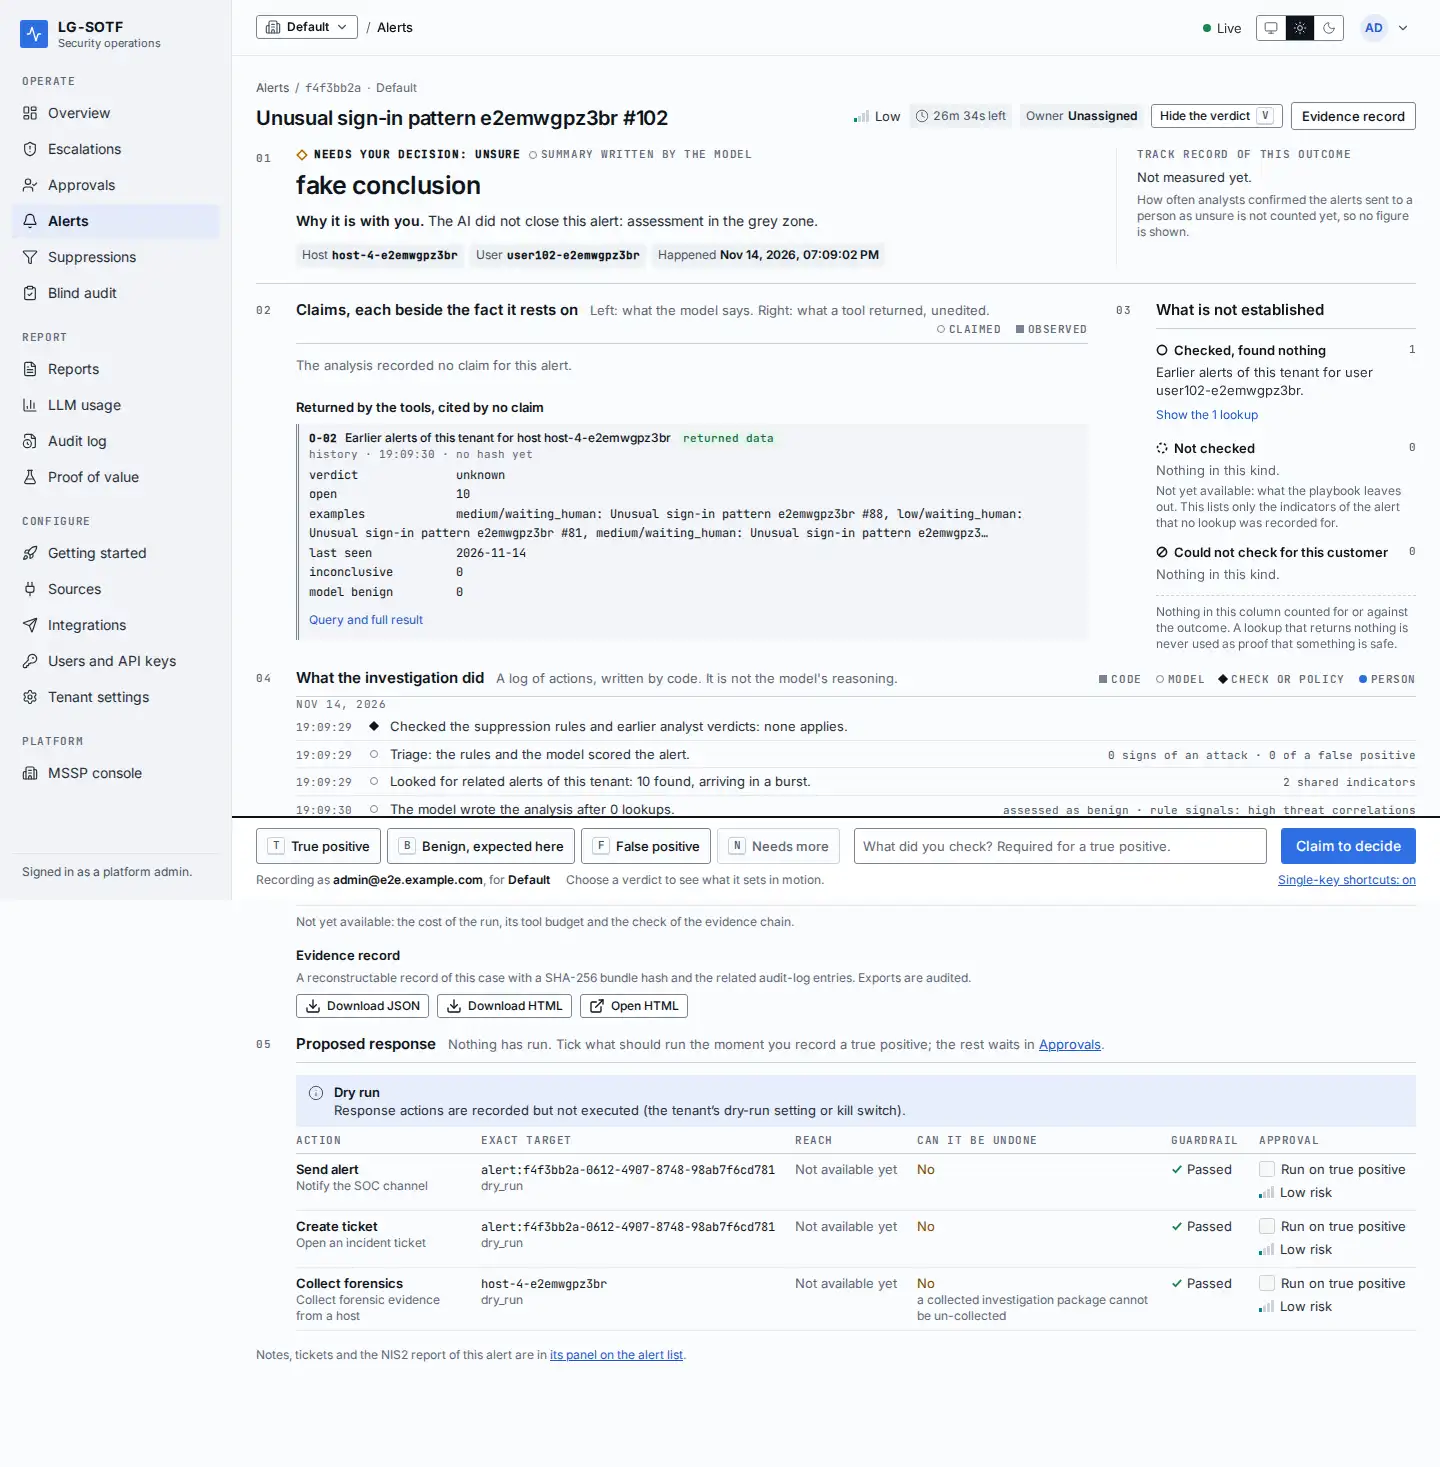 LG-SOTF
Security operations
OPERATE
Overview
Escalations
Approvals
Alerts
Suppressions
Blind audit
REPORT
Reports
LLM usage
Audit log
Proof of value
CONFIGURE
Getting started
Sources
Integrations
Users and API keys
Tenant settings
PLATFORM
MSSP console
Signed in as a platform admin.
Default / Alerts
Live
AD
Alerts / f4f3bb2a · Default
Unusual sign-in pattern e2emwgpz3br #102
Low
26m 34s left
Owner Unassigned
Hide the verdict V
Evidence record
01
NEEDS YOUR DECISION: UNSURE
SUMMARY WRITTEN BY THE MODEL
fake conclusion
Why it is with you. The AI did not close this alert: assessment in the grey zone.
Host host-4-e2emwgpz3br
User user102-e2emwgpz3br
Happened Nov 14, 2026, 07:09:02 PM
TRACK RECORD OF THIS OUTCOME
Not measured yet.
How often analysts confirmed the alerts sent to a
person as unsure is not counted yet, so no figure
is shown.
02
Claims, each beside the fact it rests on
Left: what the model says. Right: what a tool returned, unedited.
CLAIMED
OBSERVED
The analysis recorded no claim for this alert.
Returned by the tools, cited by no claim
O-02 Earlier alerts of this tenant for host host-4-e2emwgpz3br returned data
history · 19:09:30 · no hash yet
verdict unknown
open 10
examples medium/waiting_human: Unusual sign-in pattern e2emwgpz3br #88, low/waiting_human:
Unusual sign-in pattern e2emwgpz3br #81, medium/waiting_human: Unusual sign-in pattern e2emwgpz3…
last seen 2026-11-14
inconclusive 0
model benign 0
Query and full result
03
What is not established
Checked, found nothing 1
Earlier alerts of this tenant for user
user102-e2emwgpz3br.
Show the 1 lookup
Not checked 0
Nothing in this kind.
Not yet available: what the playbook leaves
out. This lists only the indicators of the alert
that no lookup was recorded for.
Could not check for this customer 0
Nothing in this kind.
Nothing in this column counted for or against
the outcome. A lookup that returns nothing is
never used as proof that something is safe.
04
What the investigation did
A log of actions, written by code. It is not the model's reasoning.
CODE
MODEL
CHECK OR POLICY
PERSON
NOV 14, 2026
19:09:29 Checked the suppression rules and earlier analyst verdicts: none applies.
19:09:29 Triage: the rules and the model scored the alert. 0 signs of an attack · 0 of a false positive
19:09:29 Looked for related alerts of this tenant: 10 found, arriving in a burst. 2 shared indicators
19:09:30 The model wrote the analysis after 0 lookups. assessed as benign · rule signals: high threat correlations
T True positive
B Benign, expected here
F False positive
N Needs more
What did you check? Required for a true positive.
Claim to decide
Recording as admin@e2e.example.com, for Default
Choose a verdict to see what it sets in motion.
Single-key shortcuts: on
Not yet available: the cost of the run, its tool budget and the check of the evidence chain.
Evidence record
A reconstructable record of this case with a SHA-256 bundle hash and the related audit-log entries. Exports are audited.
Download JSON
Download HTML
Open HTML
05
Proposed response
Nothing has run. Tick what should run the moment you record a true positive; the rest waits in Approvals.
Dry run
Response actions are recorded but not executed (the tenant's dry-run setting or kill switch).
ACTION EXACT TARGET REACH CAN IT BE UNDONE GUARDRAIL APPROVAL
Send alert alert:f4f3bb2a-0612-4907-8748-98ab7f6cd781 Not available yet No Passed Run on true positive
Notify the SOC channel dry_run Low risk
Create ticket alert:f4f3bb2a-0612-4907-8748-98ab7f6cd781 Not available yet No Passed Run on true positive
Open an incident ticket dry_run Low risk
Collect forensics host-4-e2emwgpz3br Not available yet No Passed Run on true positive
Collect forensic evidence dry_run a collected investigation package cannot Low risk
from a host be un-collected
Notes, tickets and the NIS2 report of this alert are in its panel on the alert list.